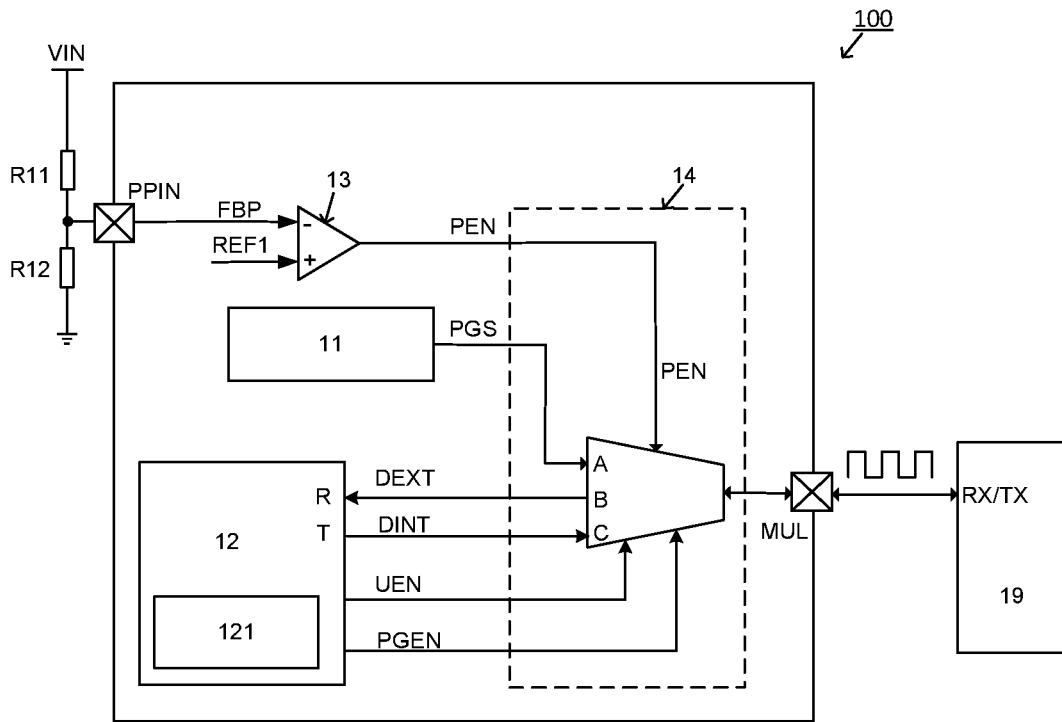 100
VIN
R11
PPIN
FBP
13
14
-
REF1
+
PEN
R12
11
PGS
PEN
A
R
DEXT
B
RX/TX
T
DINT
C
MUL
12
UEN
19
121
PGEN